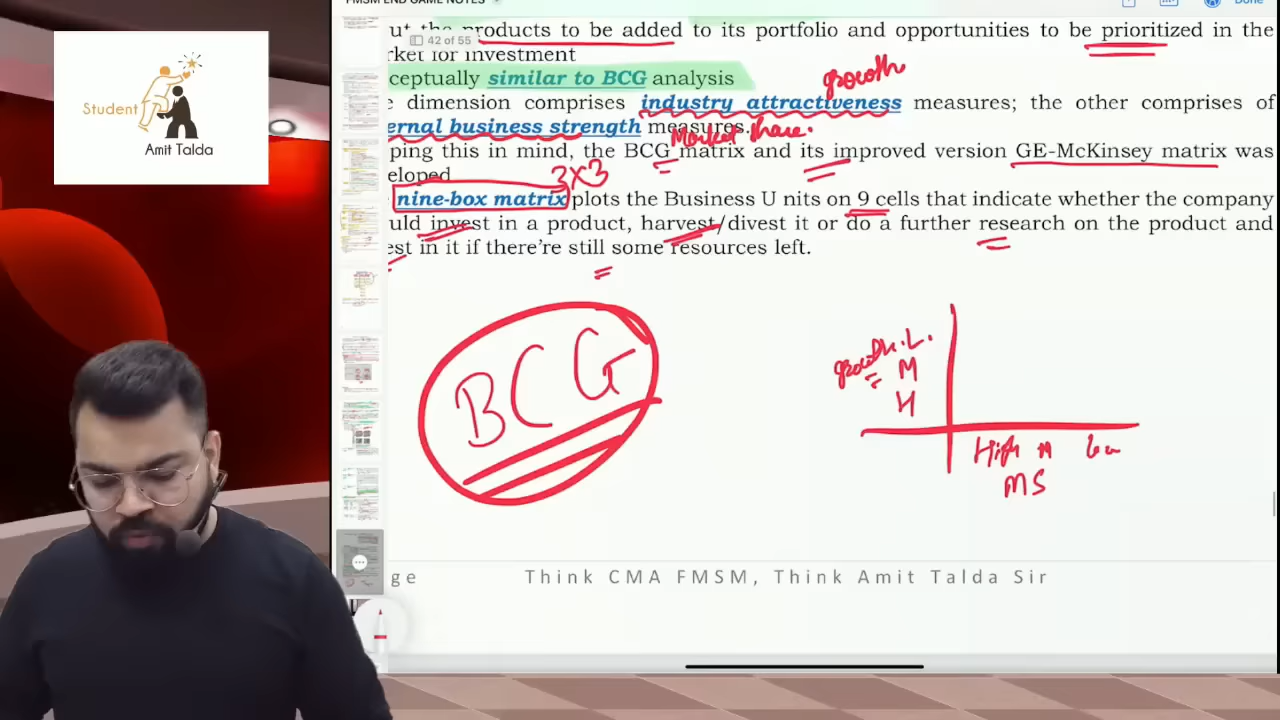 FMSM END GAME NOTES
Done
42 of 55
products to be added to its portfolio and opportunities to be prioritized in the
rket for investment
ceptually similar to BCG analysis
growth
dimension comprises industry attractiveness measures; the other comprises of
ernal business strength measures.
Market share.
ping this in mind, the BCG matrix and its improved version GE-McKinsey matrix was
eloped
3x3
nine-box matrix plots the Business Units on 9 cells that indicate whether the company
uld invest in a product, harvest/divest it or do a further research on the product and
est in it if there're still some resources left.
BCG
growth L.
M
H
High M
MS
Student
Amit Talda
ge
Think CMA FMSM, Think Amit Talda Sir